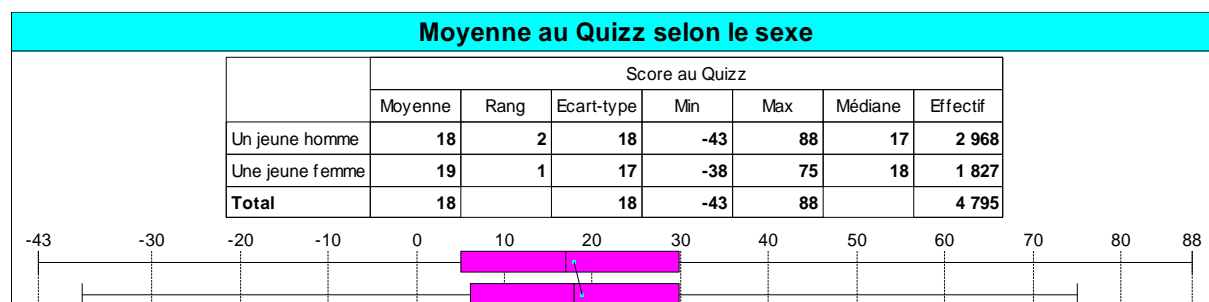 Moyenne au Quizz selon le sexe
Score au Quizz
Moyenne Rang Ecart-type Min Max Médiane Effectif
Un jeune homme 18 2 18 -43 88 17 2 968
Une jeune femme 19 1 17 -38 75 18 1 827
Total 18 18 -43 88 4 795
-43 -30 -20 -10 0 10 20 30 40 50 60 70 80 88